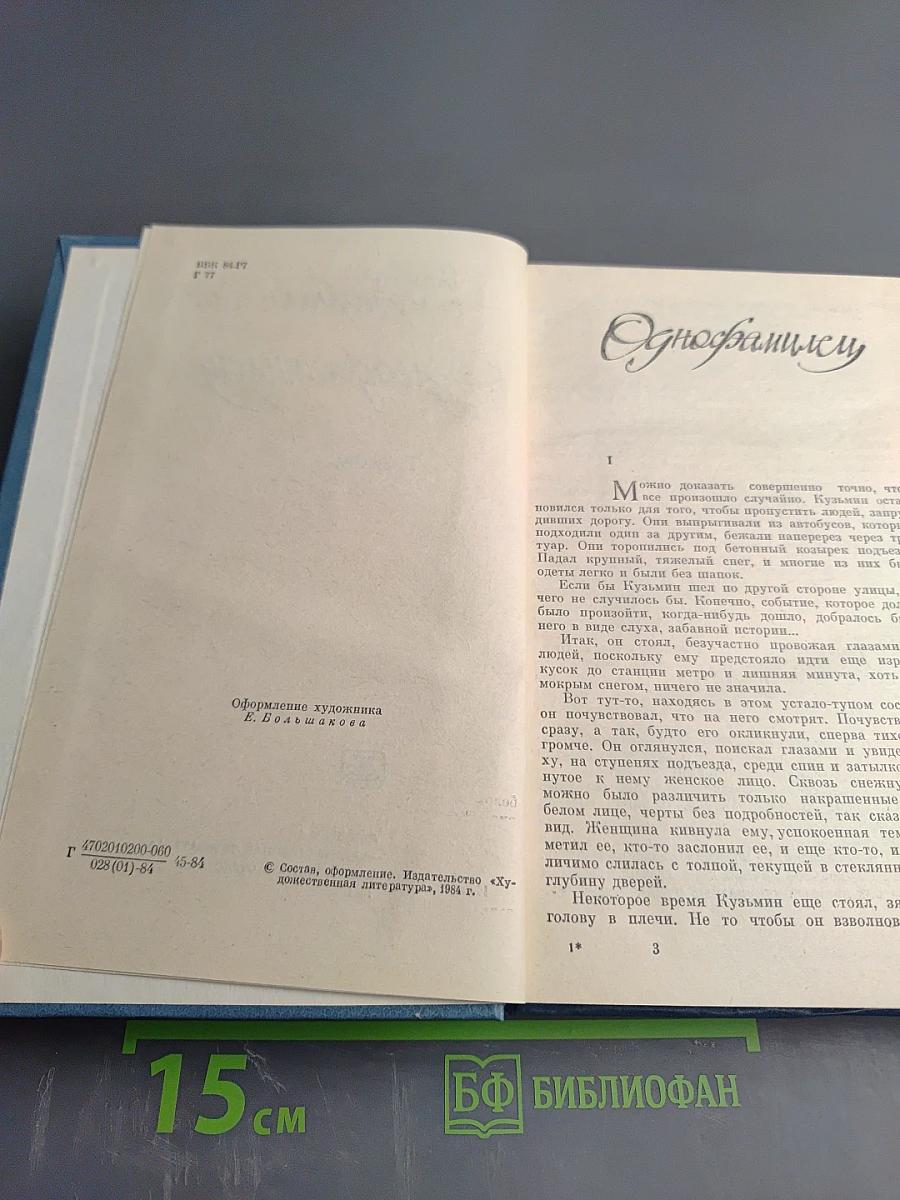 ББК 84Р7
Г 77
Оформление художника
Е. Большакова
Г 4702010200-060 45-84
028(01)-84
© Состав, оформление. Издательство «Ху-
дожественная литература», 1984 г.
Однофамилец
I
Можно доказать совершенно точно, что
все произошло случайно. Кузьмин оста
новился только для того, чтобы пропустить людей, запру
дивших дорогу. Они выпрыгивали из автобусов, которы
подходили один за другим, бежали наперерез через тр
туар. Они торопились под бетонный козырек подъез
Падал крупный, тяжелый снег, и многие из них бы
одеты легко и были без шапок.
Если бы Кузьмин шел по другой стороне улицы,
чего не случилось бы. Конечно, событие, которое дол
было произойти, когда-нибудь дошло, добралось б
него в виде слуха, забавной истории...
Итак, он стоял, безучастно провожая глазами
людей, поскольку ему предстояло идти еще изр
кусок до станции метро и лишняя минута, хоть
мокрым снегом, ничего не значила.
Вот тут-то, находясь в этом устало-тупом сос
он почувствовал, что на него смотрят. Почувств
сразу, а так, будто его окликнули, сперва тихо
громче. Он оглянулся, поискал глазами и увиде
ху, на ступенях подъезда, среди спин и затылко
нутое к нему женское лицо. Сквозь снежну
можно было различить только накрашенные
белом лице, черты без подробностей, так сказ
вид. Женщина кивнула ему, успокоенная тем
метил ее, кто-то заслонил ее, и еще кто-то, и
личимо слилась с толпой, текущей в стеклянн
глубину дверей.
Некоторое время Кузьмин еще стоял, зя
голову в плечи. Не то чтобы он взволнов
1* 3
15 см
БФ БИБЛИОФАН